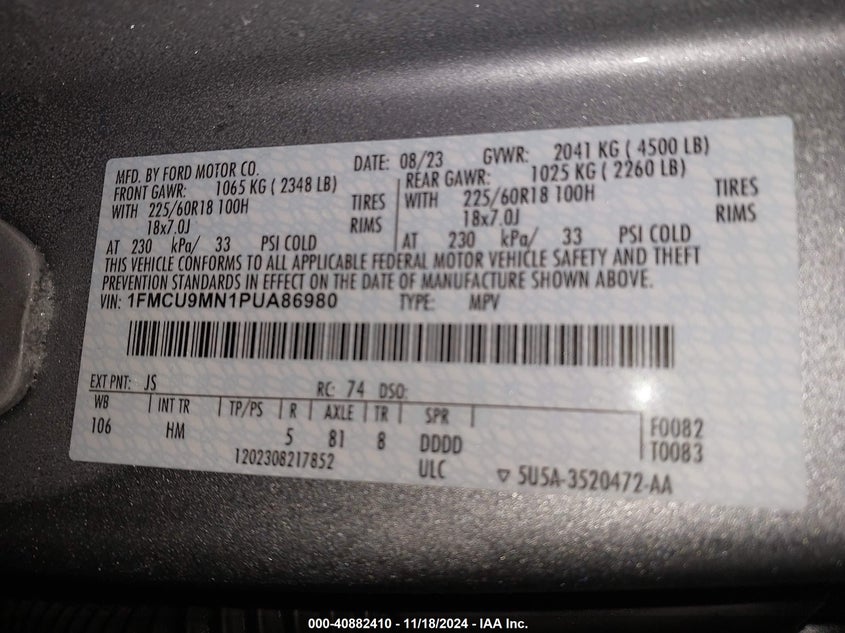 MFD. BY FORD MOTOR CO. DATE: 08/23 GVWR: 2041 KG ( 4500 LB)
FRONT GAWR: 1065 KG ( 2348 LB) REAR GAWR: 1025 KG ( 2260 LB)
WITH 225/60R18 100H TIRES WITH 225/60R18 100H TIRES
18x7.0J RIMS 18x7.0J RIMS
AT 230 kPa/ 33 PSI COLD AT 230 kPa/ 33 PSI COLD
THIS VEHICLE CONFORMS TO ALL APPLICABLE FEDERAL MOTOR VEHICLE SAFETY AND THEFT
PREVENTION STANDARDS IN EFFECT ON THE DATE OF MANUFACTURE SHOWN ABOVE.
VIN: 1FMCU9MN1PUA86980 TYPE: MPV
EXT PNT: JS RC: 74 DSO:
WB INT TR TP/PS R AXLE TR SPR F0082
106 HM 5 81 8 DDDD T0083
1202308217852 ULC ▽ 5U5A-3520472-AA
000-40882410 - 11/18/2024 - IAA Inc.